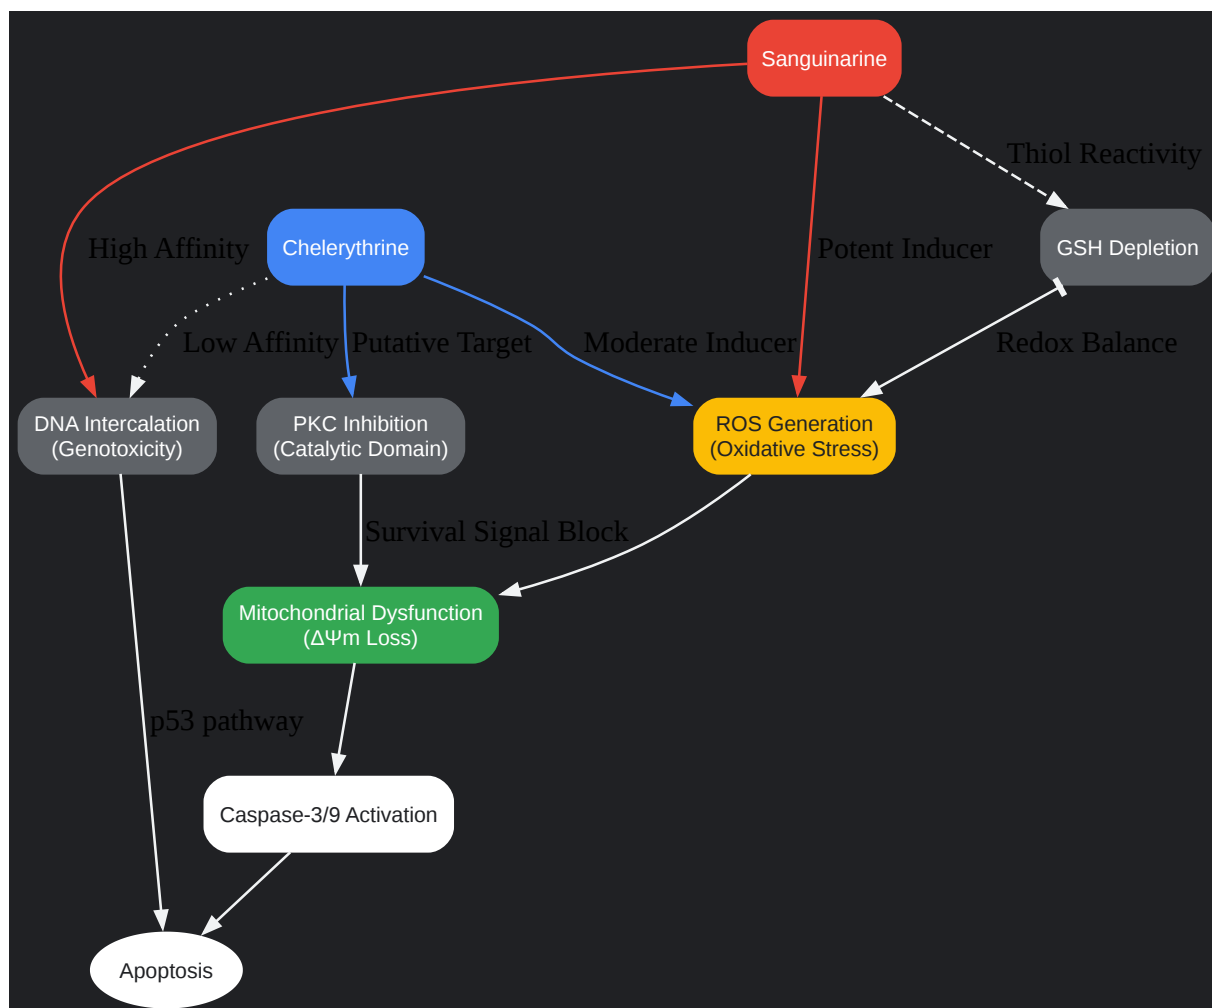 Sanguinarine
Thiol Reactivity
High Affinity
Chelerythrine
Potent Inducer
GSH Depletion
Low Affinity
Putative Target
Moderate Inducer
Redox Balance
DNA Intercalation
(Genotoxicity)
PKC Inhibition
(Catalytic Domain)
ROS Generation
(Oxidative Stress)
Survival Signal Block
Mitochondrial Dysfunction
(ΔΨm Loss)
p53 pathway
Caspase-3/9 Activation
Apoptosis